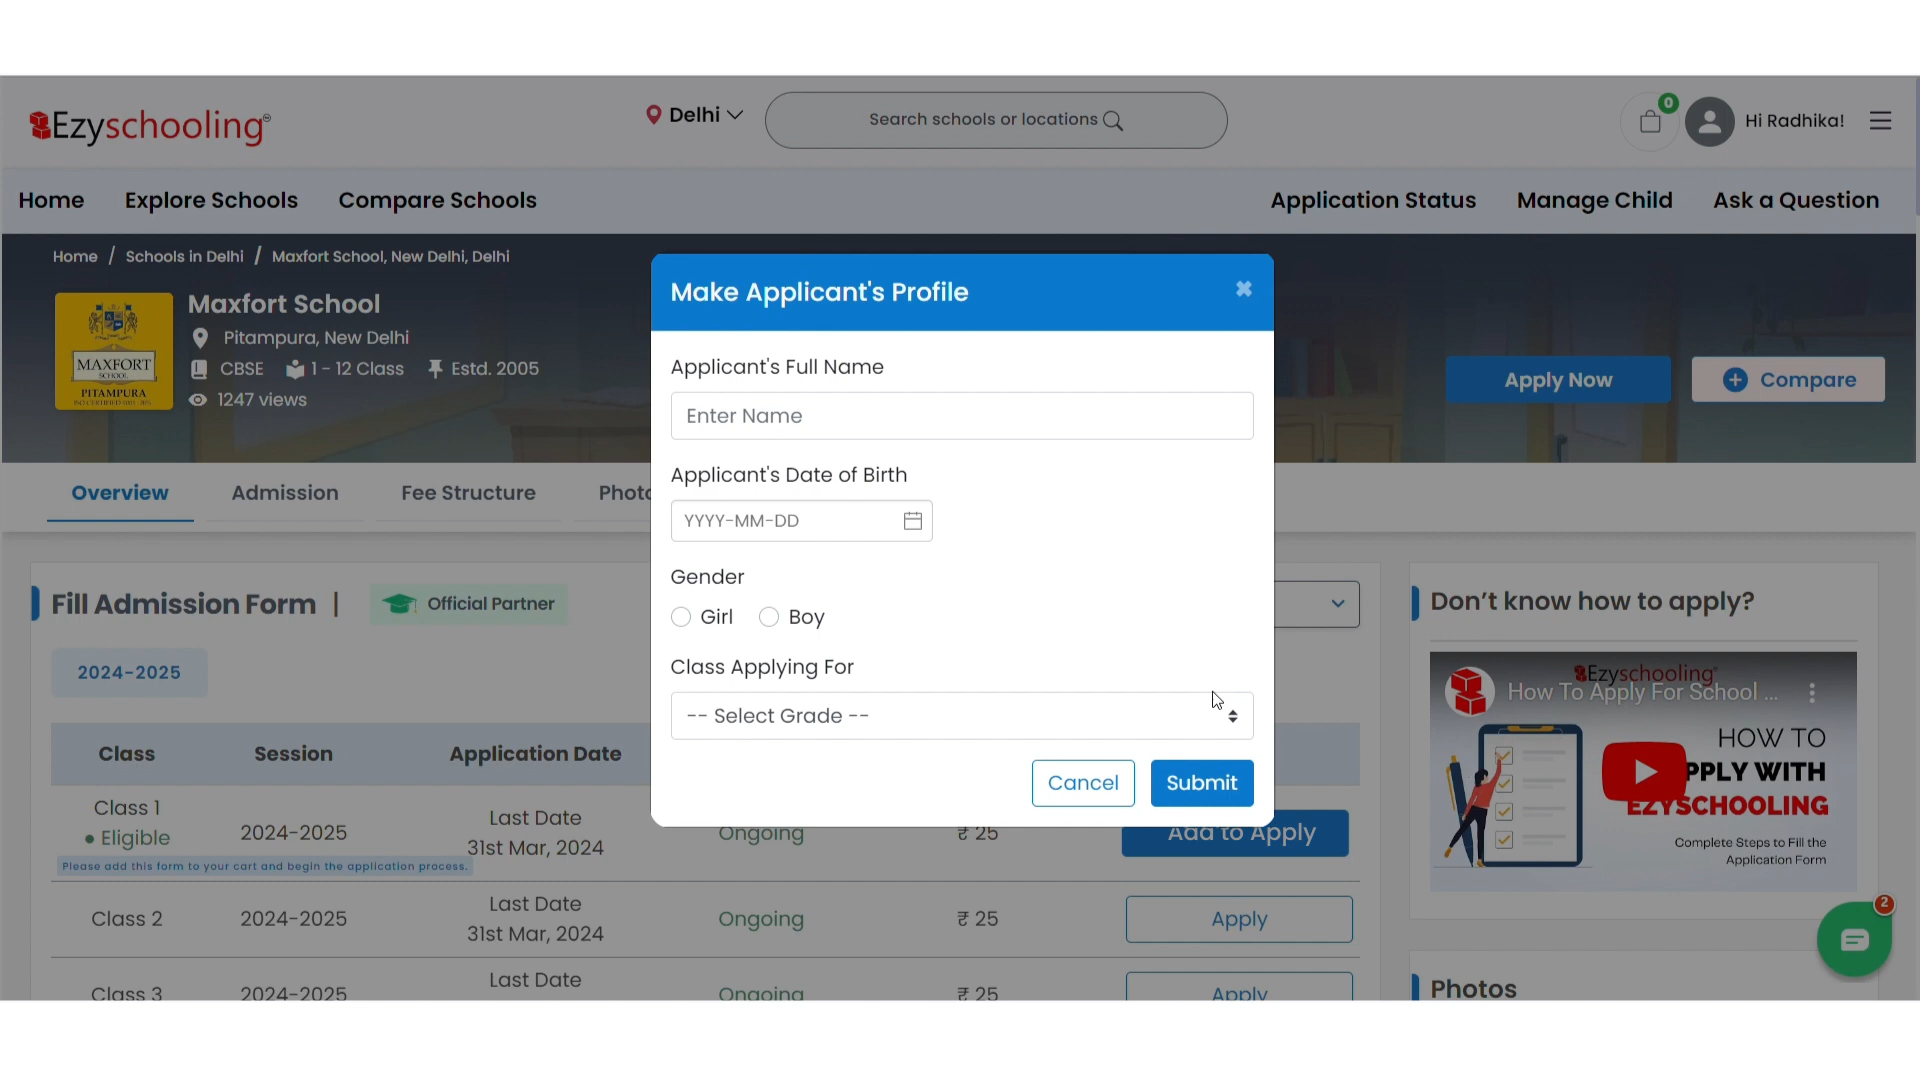 Ezyschooling
Delhi
Search schools or locations
0
Hi Radhika!
Home
Explore Schools
Compare Schools
Application Status
Manage Child
Ask a Question
Home / Schools in Delhi / Maxfort School, New Delhi, Delhi
MAXFORT
SCHOOL
PITAMPURA
Maxfort School
Pitampura, New Delhi
CBSE
1 - 12 Class
Estd. 2005
1247 views
Apply Now
Compare
Overview
Admission
Fee Structure
Make Applicant's Profile
Applicant's Full Name
Enter Name
Applicant's Date of Birth
YYYY-MM-DD
Gender
Girl
Boy
Class Applying For
-- Select Grade --
Cancel
Submit
Fill Admission Form |
Official Partner
2024-2025
Class
Session
Application Date
Class 1
• Eligible
2024-2025
Last Date
31st Mar, 2024
Ongoing
₹ 25
Add to Apply
Please add this form to your cart and begin the application process.
Class 2
2024-2025
Last Date
31st Mar, 2024
Ongoing
₹ 25
Apply
Class 3
2024-2025
Last Date
Ongoing
₹ 25
Apply
Don't know how to apply?
Ezyschooling
How To Apply For School ...
HOW TO
PPLY WITH
EZYSCHOOLING
Complete Steps to Fill the
Application Form
2
Photos